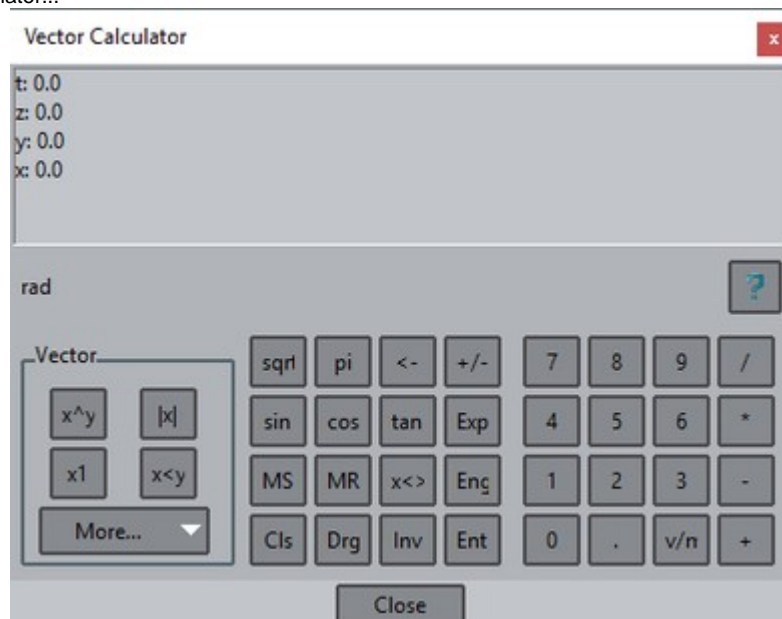 Vector Calculator
x
t: 0.0
z: 0.0
y: 0.0
x: 0.0
rad
?
Vector
x^y |x|
x1 x<y
More...
sqrt pi <- +/- 7 8 9 /
sin cos tan Exp 4 5 6 *
MS MR x<> Eng 1 2 3 -
Cls Drg Inv Ent 0 . v/n +
Close